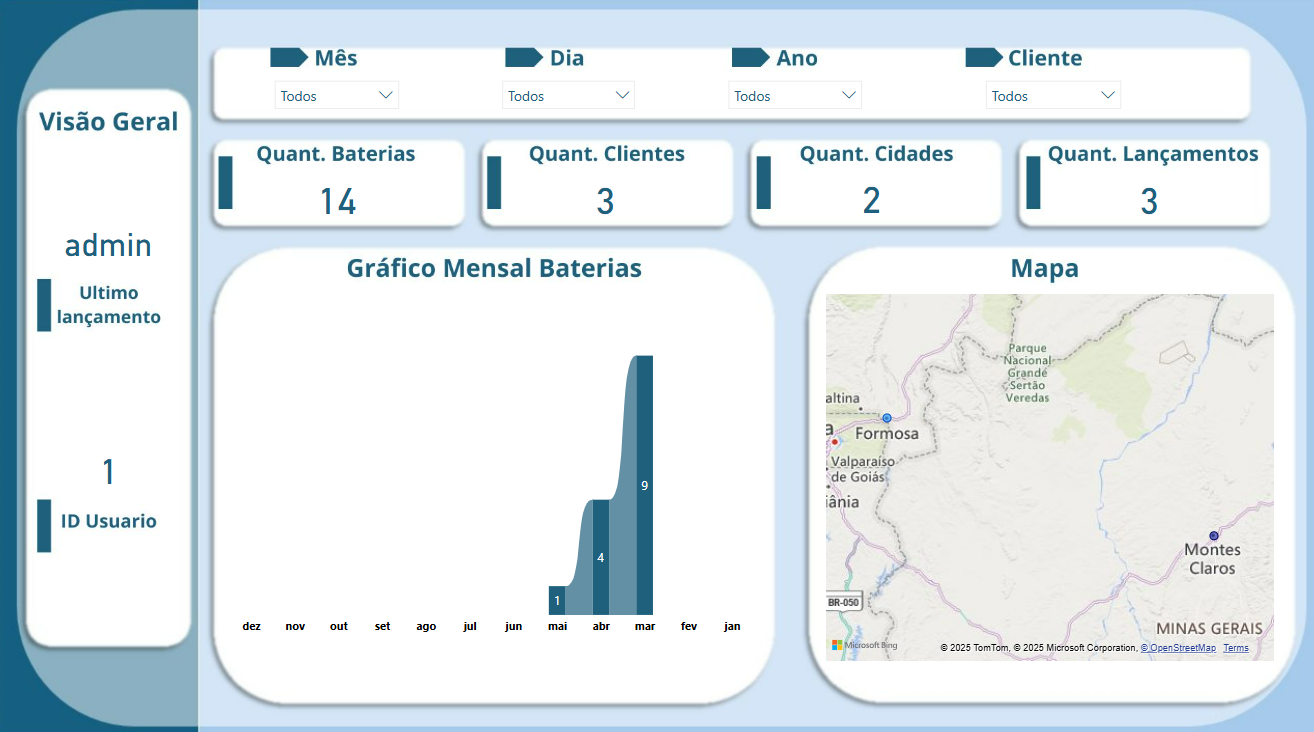 Visão Geral
admin
Ultimo
lançamento
1
ID Usuario
Mês
Dia
Ano
Cliente
Todos
Todos
Todos
Todos
Quant. Baterias
14
Quant. Clientes
3
Quant. Cidades
2
Quant. Lançamentos
3
Gráfico Mensal Baterias
1
4
9
dez nov out set ago jul jun mai abr mar fev jan
Mapa
Parque
Nacional
Grande
Sertão
Veredas
altina
Formosa
a
Valparaíso
de Goiás
iânia
Montes
Claros
BR-050
MINAS GERAIS
Microsoft Bing
© 2025 TomTom, © 2025 Microsoft Corporation, © OpenStreetMap Terms